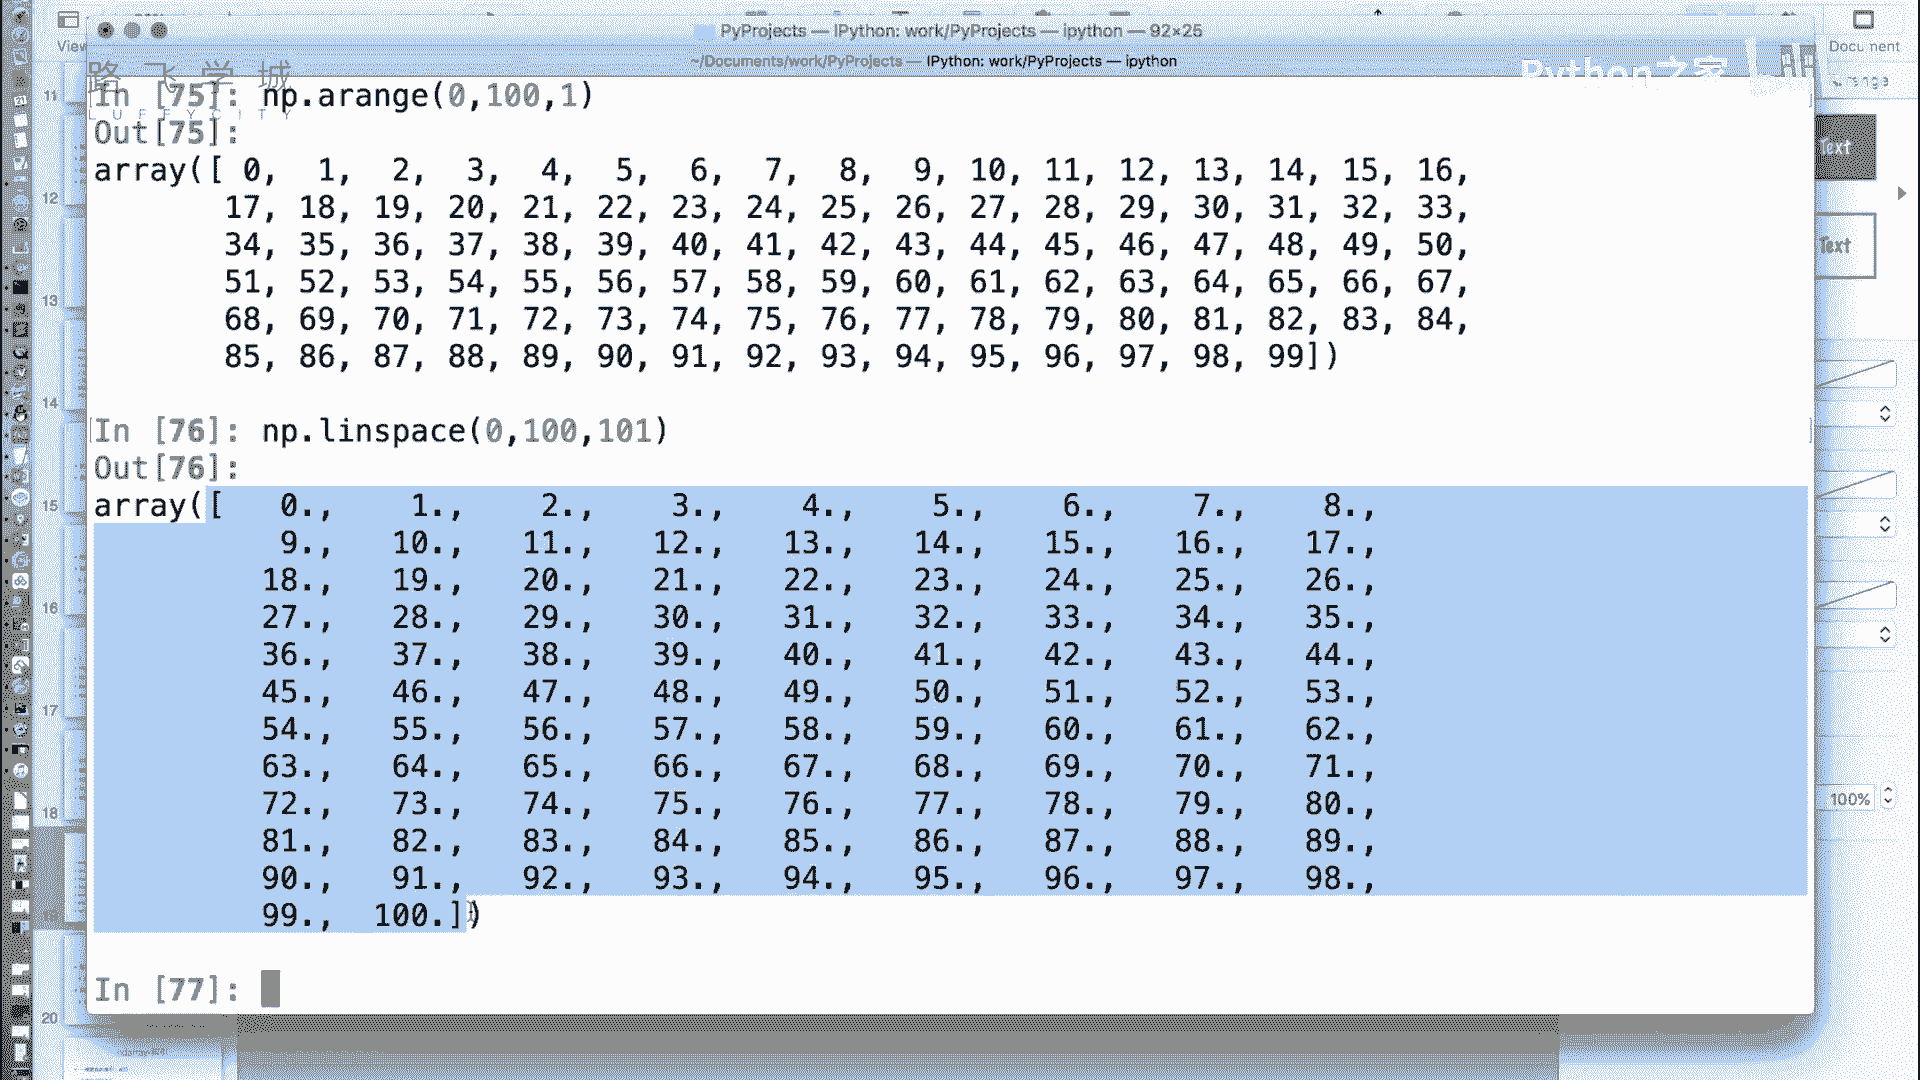 View
PyProjects — IPython: work/PyProjects — ipython — 92×25
~/Documents/work/PyProjects — IPython: work/PyProjects — ipython
路飞学城
LUFFYCITY
Python之家
In [75]: np.arange(0,100,1)
Out[75]:
array([ 0,  1,  2,  3,  4,  5,  6,  7,  8,  9, 10, 11, 12, 13, 14, 15, 16,
       17, 18, 19, 20, 21, 22, 23, 24, 25, 26, 27, 28, 29, 30, 31, 32, 33,
       34, 35, 36, 37, 38, 39, 40, 41, 42, 43, 44, 45, 46, 47, 48, 49, 50,
       51, 52, 53, 54, 55, 56, 57, 58, 59, 60, 61, 62, 63, 64, 65, 66, 67,
       68, 69, 70, 71, 72, 73, 74, 75, 76, 77, 78, 79, 80, 81, 82, 83, 84,
       85, 86, 87, 88, 89, 90, 91, 92, 93, 94, 95, 96, 97, 98, 99])
In [76]: np.linspace(0,100,101)
Out[76]:
array([   0.,    1.,    2.,    3.,    4.,    5.,    6.,    7.,    8.,
          9.,   10.,   11.,   12.,   13.,   14.,   15.,   16.,   17.,
         18.,   19.,   20.,   21.,   22.,   23.,   24.,   25.,   26.,
         27.,   28.,   29.,   30.,   31.,   32.,   33.,   34.,   35.,
         36.,   37.,   38.,   39.,   40.,   41.,   42.,   43.,   44.,
         45.,   46.,   47.,   48.,   49.,   50.,   51.,   52.,   53.,
         54.,   55.,   56.,   57.,   58.,   59.,   60.,   61.,   62.,
         63.,   64.,   65.,   66.,   67.,   68.,   69.,   70.,   71.,
         72.,   73.,   74.,   75.,   76.,   77.,   78.,   79.,   80.,
         81.,   82.,   83.,   84.,   85.,   86.,   87.,   88.,   89.,
         90.,   91.,   92.,   93.,   94.,   95.,   96.,   97.,   98.,
         99.,  100.])
In [77]:
11
12
13
14
15
16
17
18
19
20
Document
Text
Text
100%